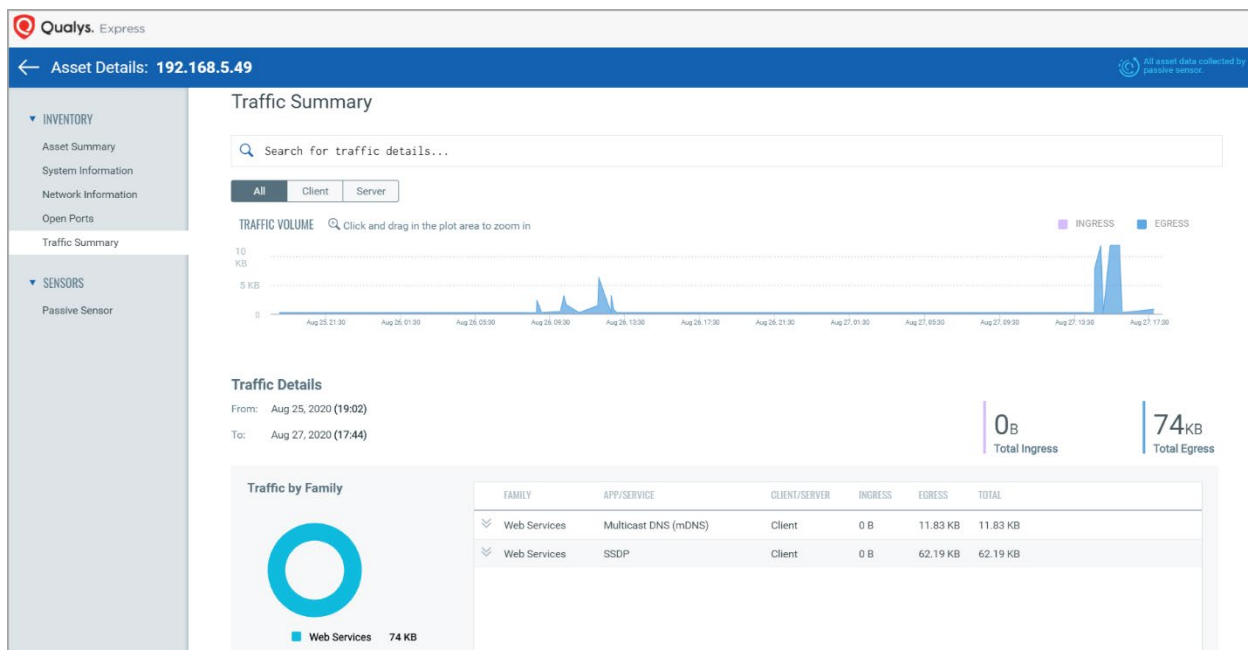 Qualys. Express
Asset Details: 192.168.5.49
All asset data collected by
passive sensor.
INVENTORY
Asset Summary
System Information
Network Information
Open Ports
Traffic Summary
SENSORS
Passive Sensor
Traffic Summary
Search for traffic details...
All Client Server
TRAFFIC VOLUME Click and drag in the plot area to zoom in
INGRESS EGRESS
10
KB
5 KB
0
Aug 25, 21:30 Aug 26, 01:30 Aug 26, 05:30 Aug 26, 09:30 Aug 26, 13:30 Aug 26, 17:30 Aug 26, 21:30 Aug 27, 01:30 Aug 27, 05:30 Aug 27, 09:30 Aug 27, 13:30 Aug 27, 17:30
Traffic Details
From: Aug 25, 2020 (19:02)
To: Aug 27, 2020 (17:44)
0B
Total Ingress
74KB
Total Egress
Traffic by Family
Web Services 74 KB
FAMILY APP/SERVICE CLIENT/SERVER INGRESS EGRESS TOTAL
Web Services Multicast DNS (mDNS) Client 0 B 11.83 KB 11.83 KB
Web Services SSDP Client 0 B 62.19 KB 62.19 KB